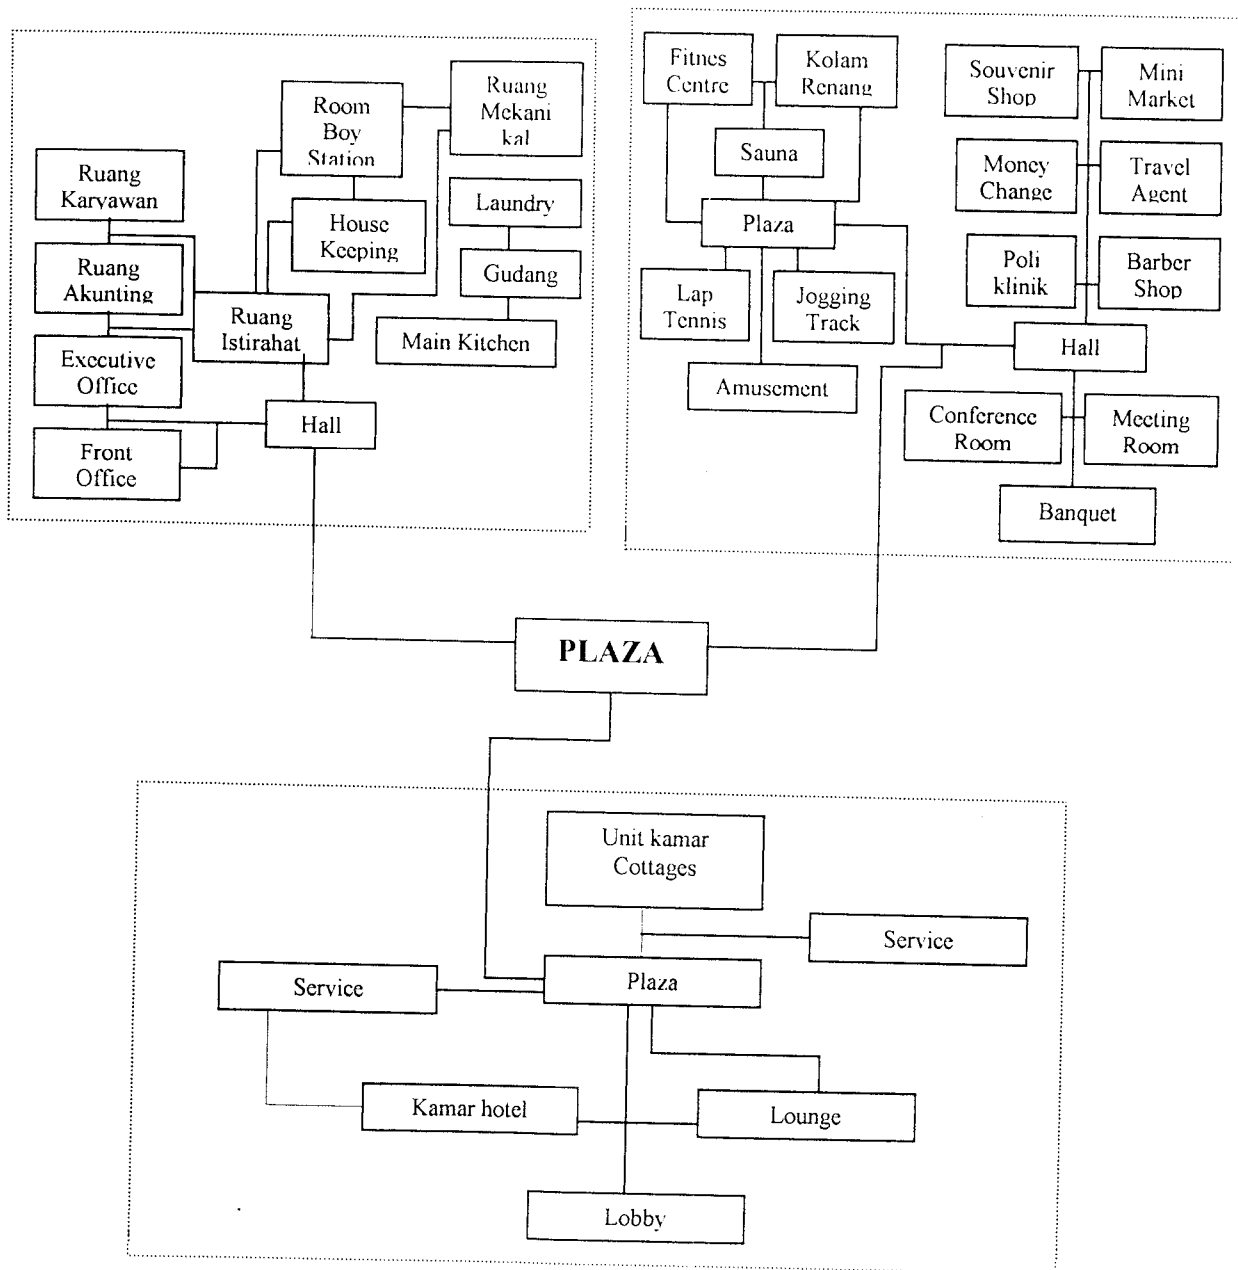 Ruang
Karyawan
Ruang
Akunting
Executive
Office
Front
Office
Room
Boy
Station
Ruang
Mekani
kal
House
Keeping
Laundry
Gudang
Main Kitchen
Ruang
Istirahat
Hall
Fitnes
Centre
Kolam
Renang
Sauna
Plaza
Lap
Tennis
Jogging
Track
Amusement
Souvenir
Shop
Mini
Market
Money
Change
Travel
Agent
Poli
klinik
Barber
Shop
Hall
Conference
Room
Meeting
Room
Banquet
PLAZA
Unit kamar
Cottages
Service
Service
Plaza
Kamar hotel
Lounge
Lobby